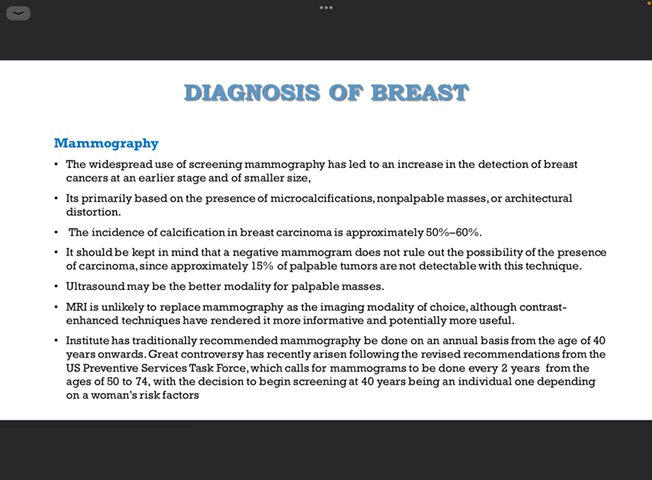 DIAGNOSIS OF BREAST
Mammography
• The widespread use of screening mammography has led to an increase in the detection of breast
cancers at an earlier stage and of smaller size,
• Its primarily based on the presence of microcalcifications, nonpalpable masses, or architectural
distortion.
• The incidence of calcification in breast carcinoma is approximately 50%–60%.
• It should be kept in mind that a negative mammogram does not rule out the possibility of the presence
of carcinoma, since approximately 15% of palpable tumors are not detectable with this technique.
• Ultrasound may be the better modality for palpable masses.
• MRI is unlikely to replace mammography as the imaging modality of choice, although contrast-
enhanced techniques have rendered it more informative and potentially more useful.
• Institute has traditionally recommended mammography be done on an annual basis from the age of 40
years onwards. Great controversy has recently arisen following the revised recommendations from the
US Preventive Services Task Force, which calls for mammograms to be done every 2 years from the
ages of 50 to 74, with the decision to begin screening at 40 years being an individual one depending
on a woman's risk factors